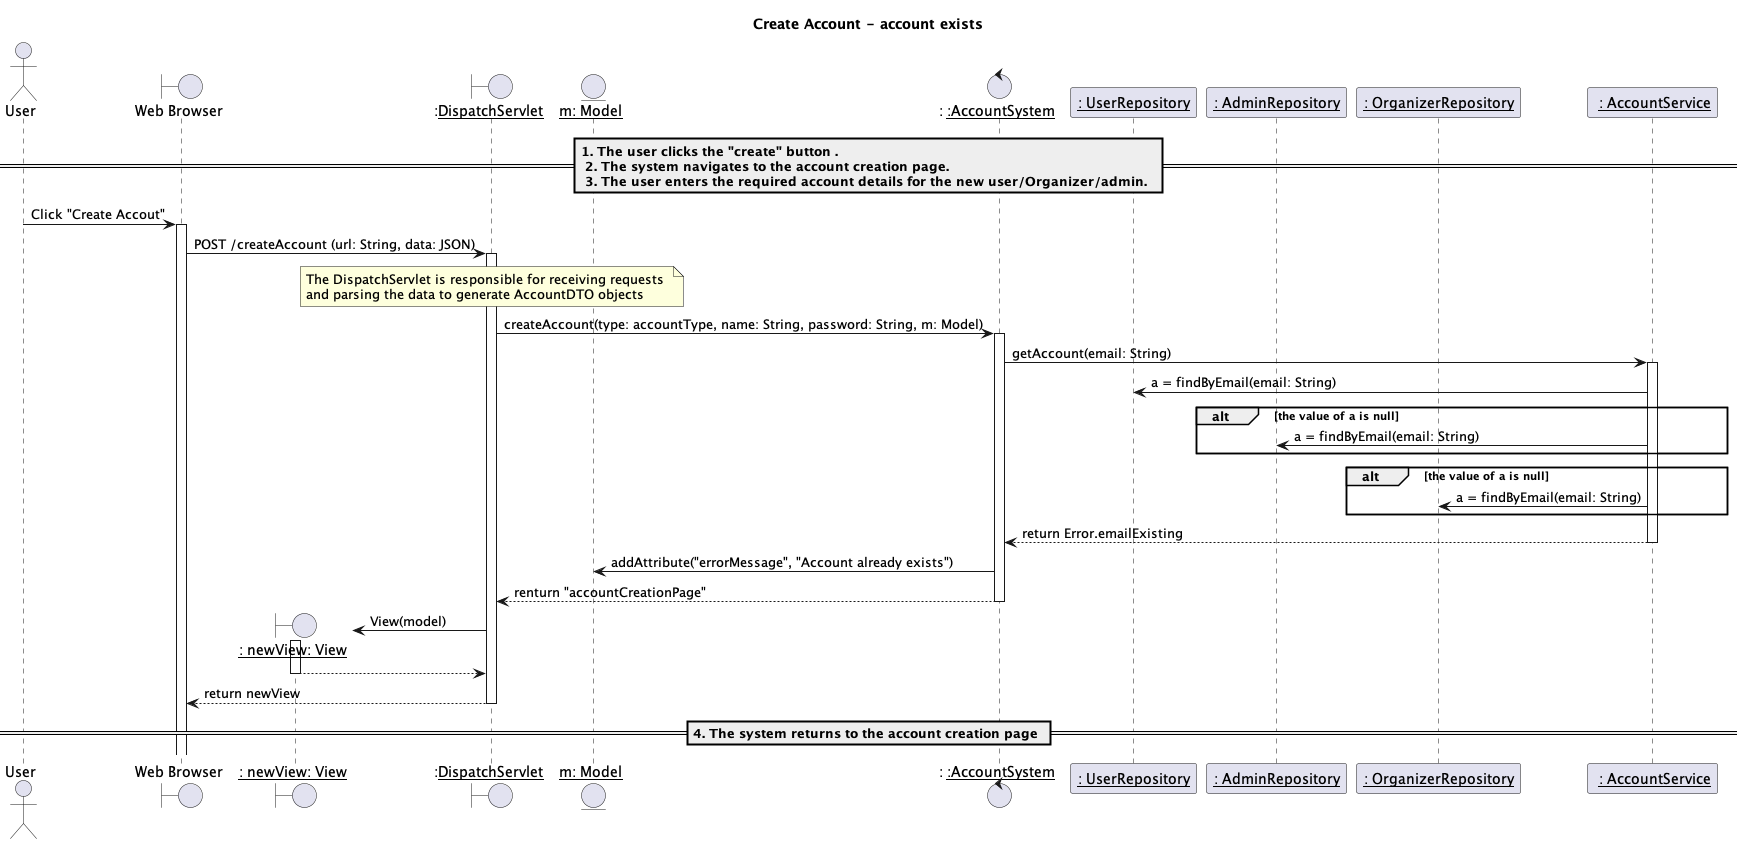 Create Account - account exists
User
Web Browser
:DispatchServlet
m: Model
: :AccountSystem
: UserRepository
: AdminRepository
: OrganizerRepository
: AccountService
1. The user clicks the "create" button .
2. The system navigates to the account creation page.
3. The user enters the required account details for the new user/Organizer/admin.
Click "Create Accout"
POST /createAccount (url: String, data: JSON)
The DispatchServlet is responsible for receiving requests
and parsing the data to generate AccountDTO objects
createAccount(type: accountType, name: String, password: String, m: Model)
getAccount(email: String)
a = findByEmail(email: String)
alt
[the value of a is null]
a = findByEmail(email: String)
alt
[the value of a is null]
a = findByEmail(email: String)
return Error.emailExisting
addAttribute("errorMessage", "Account already exists")
renturn "accountCreationPage"
View(model)
: newView: View
return newView
4. The system returns to the account creation page
User
Web Browser
: newView: View
:DispatchServlet
m: Model
: :AccountSystem
: UserRepository
: AdminRepository
: OrganizerRepository
: AccountService